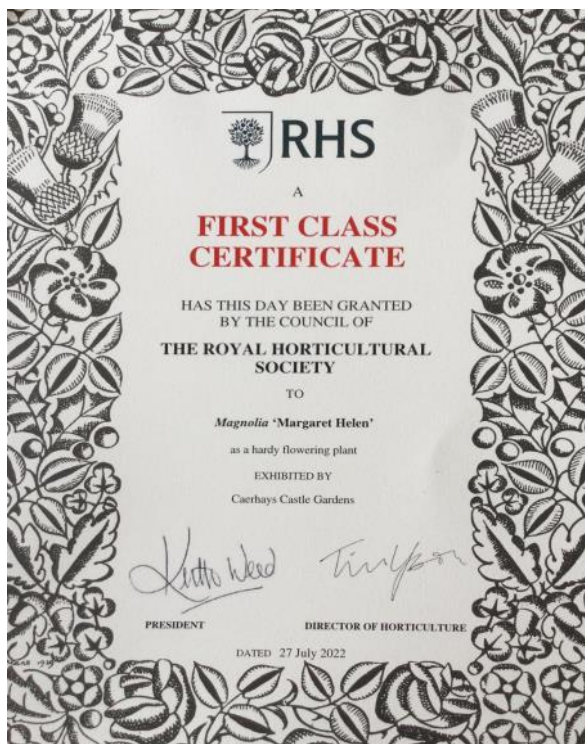 RHS
A
FIRST CLASS
CERTIFICATE
HAS THIS DAY BEEN GRANTED
BY THE COUNCIL OF
THE ROYAL HORTICULTURAL
SOCIETY
TO
Magnolia ‘Margaret Helen’
as a hardy flowering plant
EXHIBITED BY
Caerhays Castle Gardens
PRESIDENT DIRECTOR OF HORTICULTURE
DATED 27 July 2022